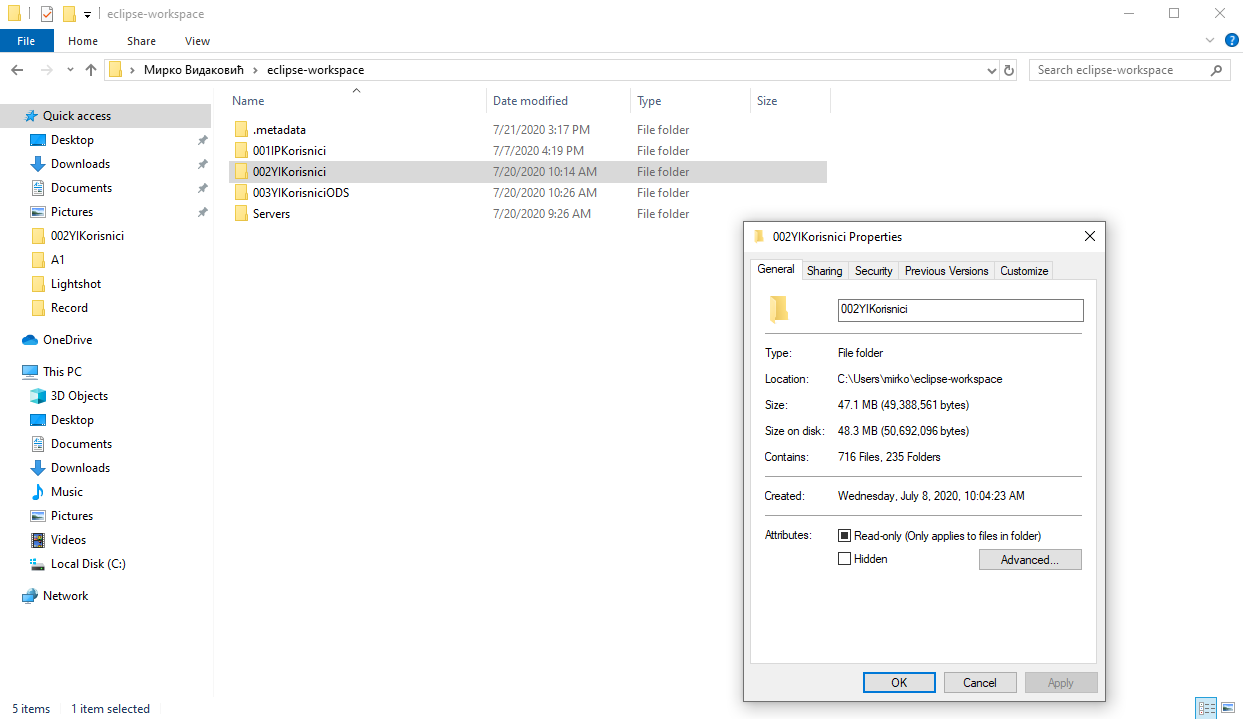 eclipse-workspace
File Home Share View
Мирко Видаковић eclipse-workspace Search eclipse-workspace
Name Date modified Type Size
.metadata 7/21/2020 3:17 PM File folder
001IPKorisnici 7/7/2020 4:19 PM File folder
002YIKorisnici 7/20/2020 10:14 AM File folder
003YIKorisniciODS 7/20/2020 10:26 AM File folder
Servers 7/20/2020 9:26 AM File folder
Quick access
Desktop
Downloads
Documents
Pictures
002YIKorisnici
A1
Lightshot
Record
OneDrive
This PC
3D Objects
Desktop
Documents
Downloads
Music
Pictures
Videos
Local Disk (C:)
Network
5 items 1 item selected
002YIKorisnici Properties
General Sharing Security Previous Versions Customize
002YIKorisnici
Type: File folder
Location: C:\Users\mirko\eclipse-workspace
Size: 47.1 MB (49,388,561 bytes)
Size on disk: 48.3 MB (50,692,096 bytes)
Contains: 716 Files, 235 Folders
Created: Wednesday, July 8, 2020, 10:04:23 AM
Attributes: Read-only (Only applies to files in folder)
Hidden Advanced...
OK Cancel Apply